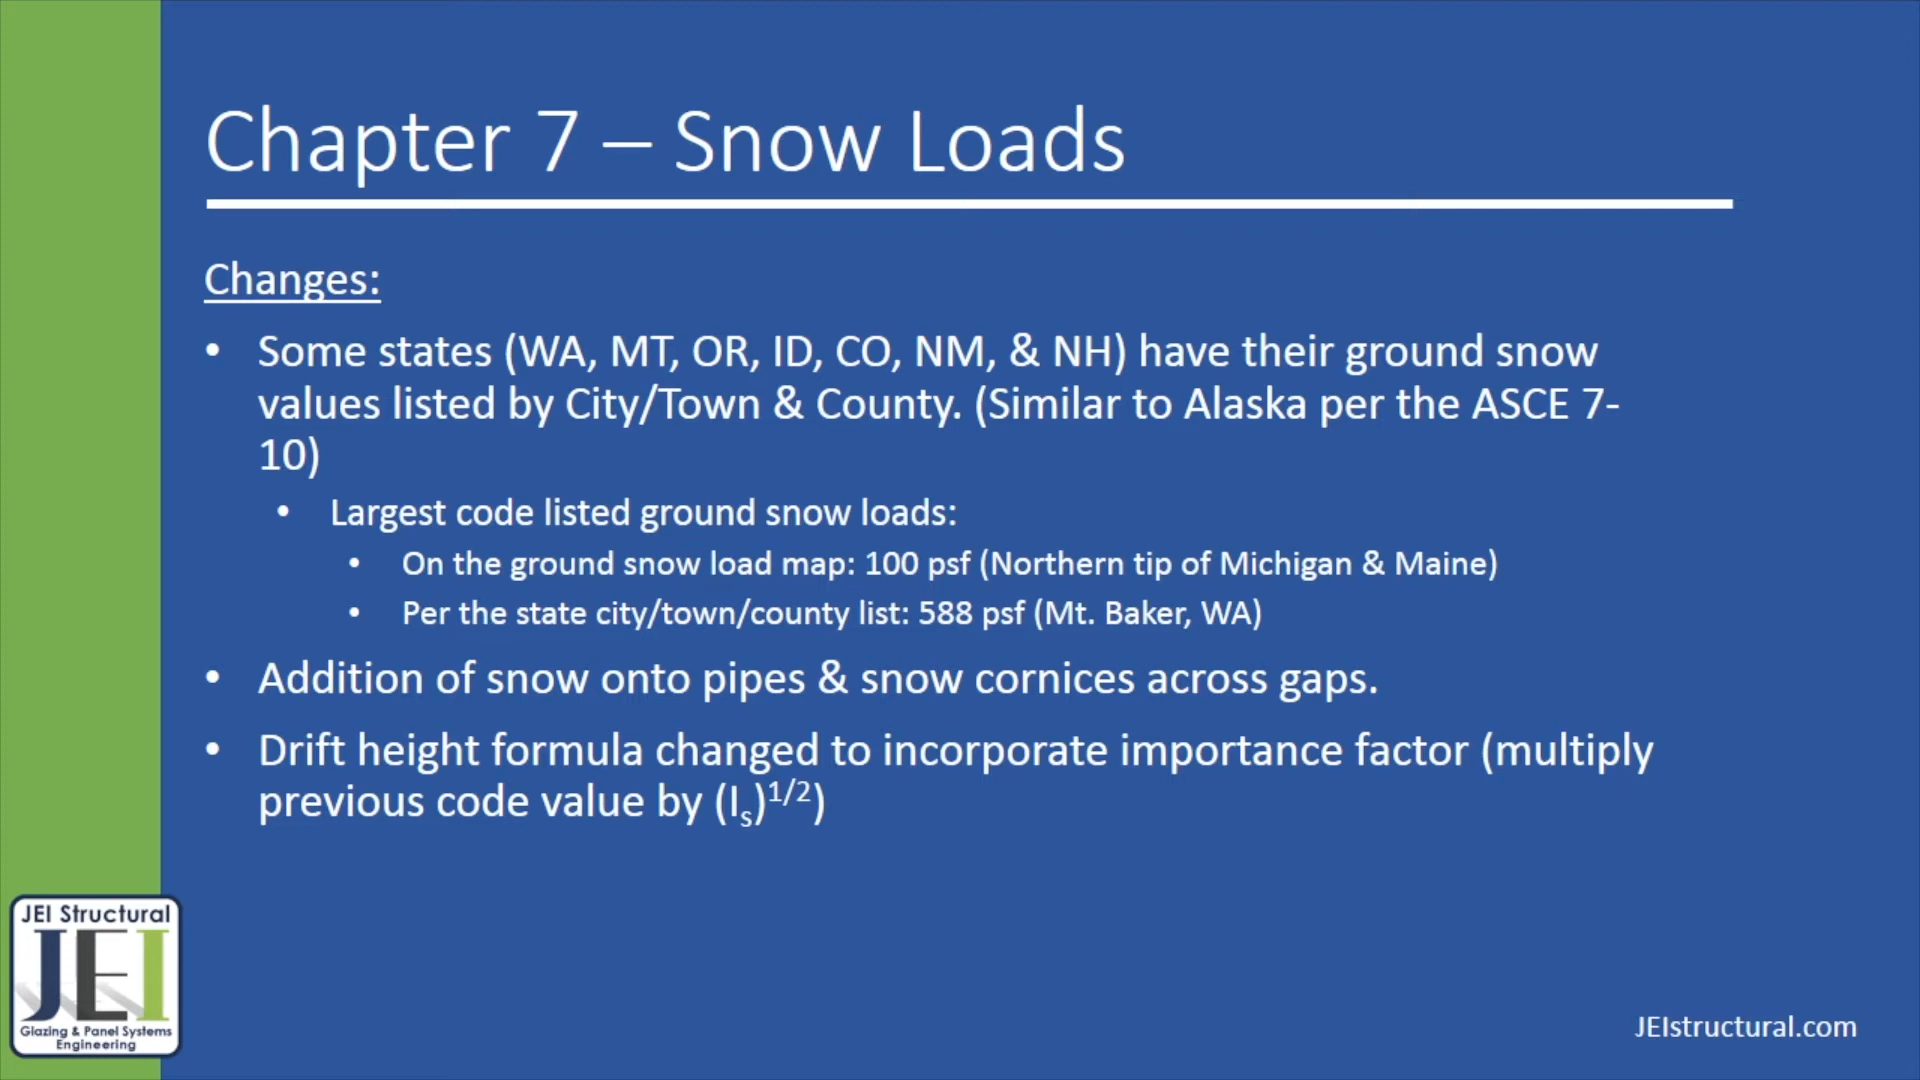 Chapter 7 – Snow Loads
Changes:
• Some states (WA, MT, OR, ID, CO, NM, & NH) have their ground snow
values listed by City/Town & County. (Similar to Alaska per the ASCE 7-
10)
• Largest code listed ground snow loads:
• On the ground snow load map: 100 psf (Northern tip of Michigan & Maine)
• Per the state city/town/county list: 588 psf (Mt. Baker, WA)
• Addition of snow onto pipes & snow cornices across gaps.
• Drift height formula changed to incorporate importance factor (multiply
previous code value by (Iₛ)^1/2)
JEI Structural
JEI
Glazing & Panel Systems
Engineering
JEIstructural.com